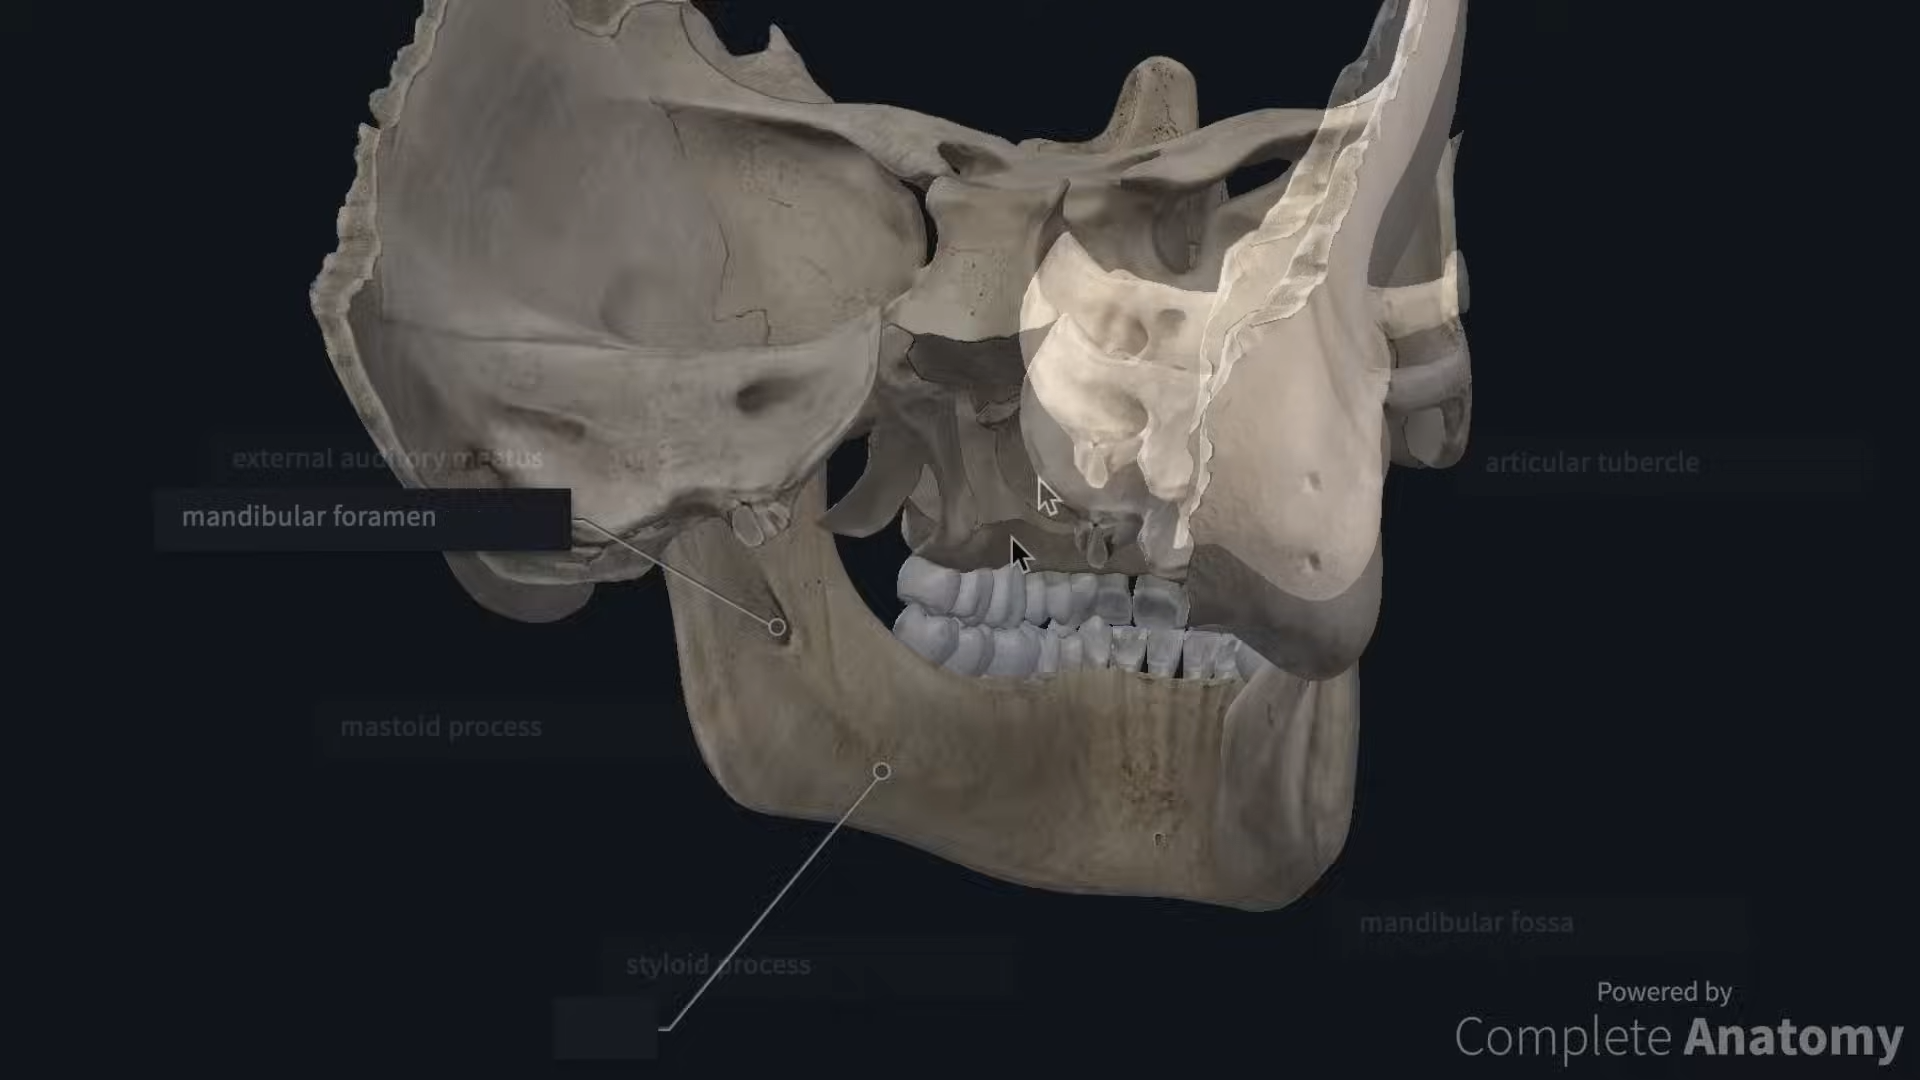 external auditory meatus
articular tubercle
mandibular foramen
mastoid process
mandibular fossa
styloid process
Powered by
Complete Anatomy